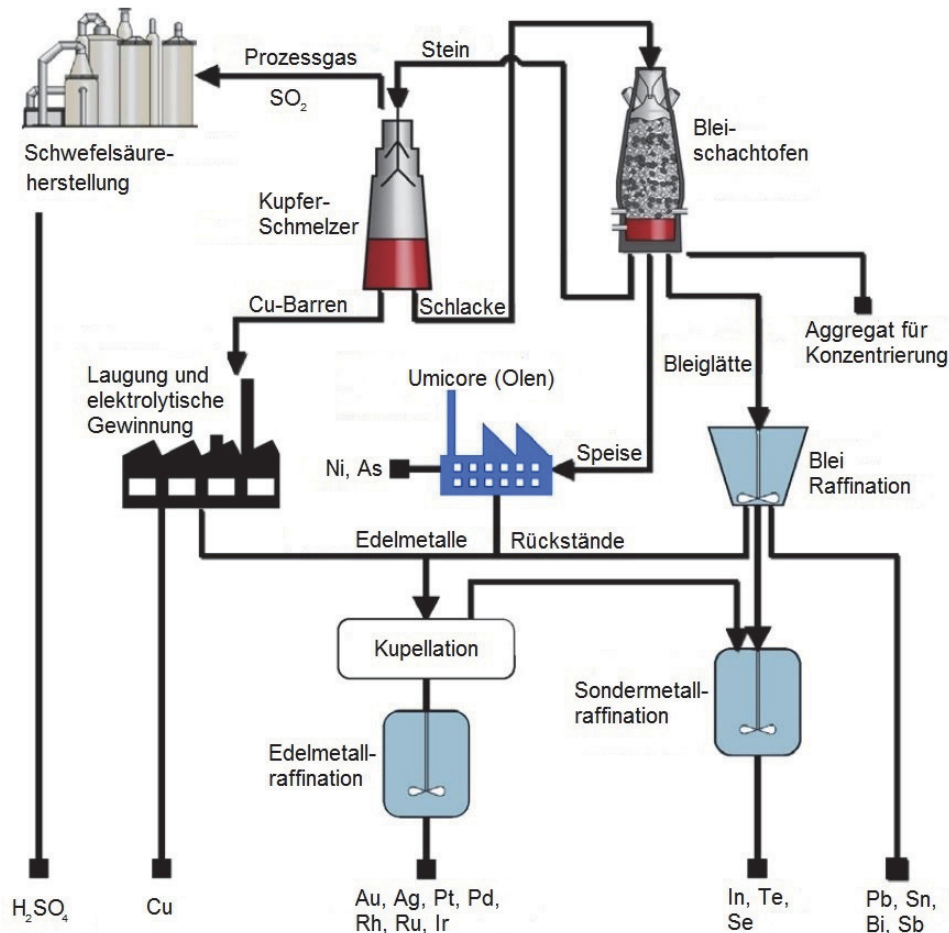 Prozessgas
SO₂
Stein
Schwefelsäure-
herstellung
Kupfer-
Schmelzer
Blei-
schachtofen
Cu-Barren
Schlacke
Aggregat für
Konzentrierung
Laugung und
elektrolytische
Gewinnung
Umicore (Olen)
Bleiglätte
Ni, As
Speise
Blei
Raffination
Edelmetalle
Rückstände
Kupellation
Sondermetall-
raffination
Edelmetall-
raffination
H₂SO₄
Cu
Au, Ag, Pt, Pd,
Rh, Ru, Ir
In, Te,
Se
Pb, Sn,
Bi, Sb